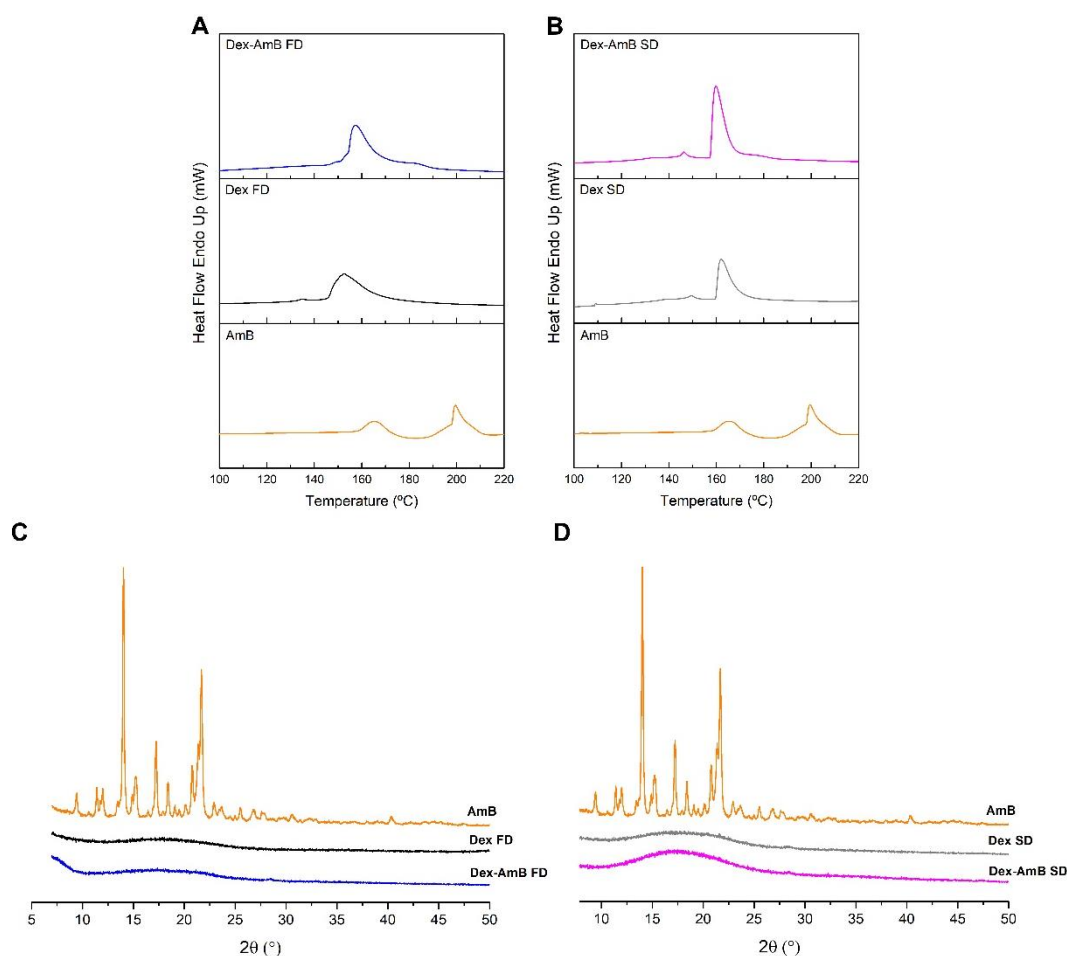 A
B
Dex-AmB FD
Dex-AmB SD
Dex FD
Dex SD
AmB
AmB
Heat Flow Endo Up (mW)
Heat Flow Endo Up (mW)
100 120 140 160 180 200 220
100 120 140 160 180 200 220
Temperature (ºC)
Temperature (ºC)
C
D
AmB
Dex FD
Dex-AmB FD
AmB
Dex SD
Dex-AmB SD
5 10 15 20 25 30 35 40 45 50
10 15 20 25 30 35 40 45 50
2θ (°)
2θ (°)